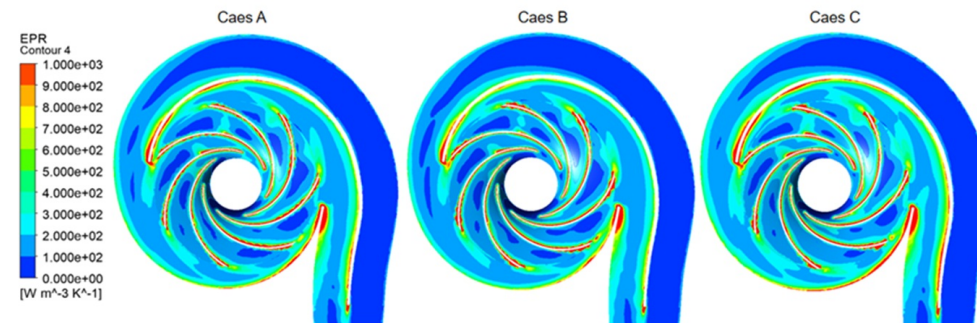 Caes A
Caes B
Caes C
EPR
Contour 4
1.000e+03
9.000e+02
8.000e+02
7.000e+02
6.000e+02
5.000e+02
4.000e+02
3.000e+02
2.000e+02
1.000e+02
0.000e+00
[W m^-3 K^-1]